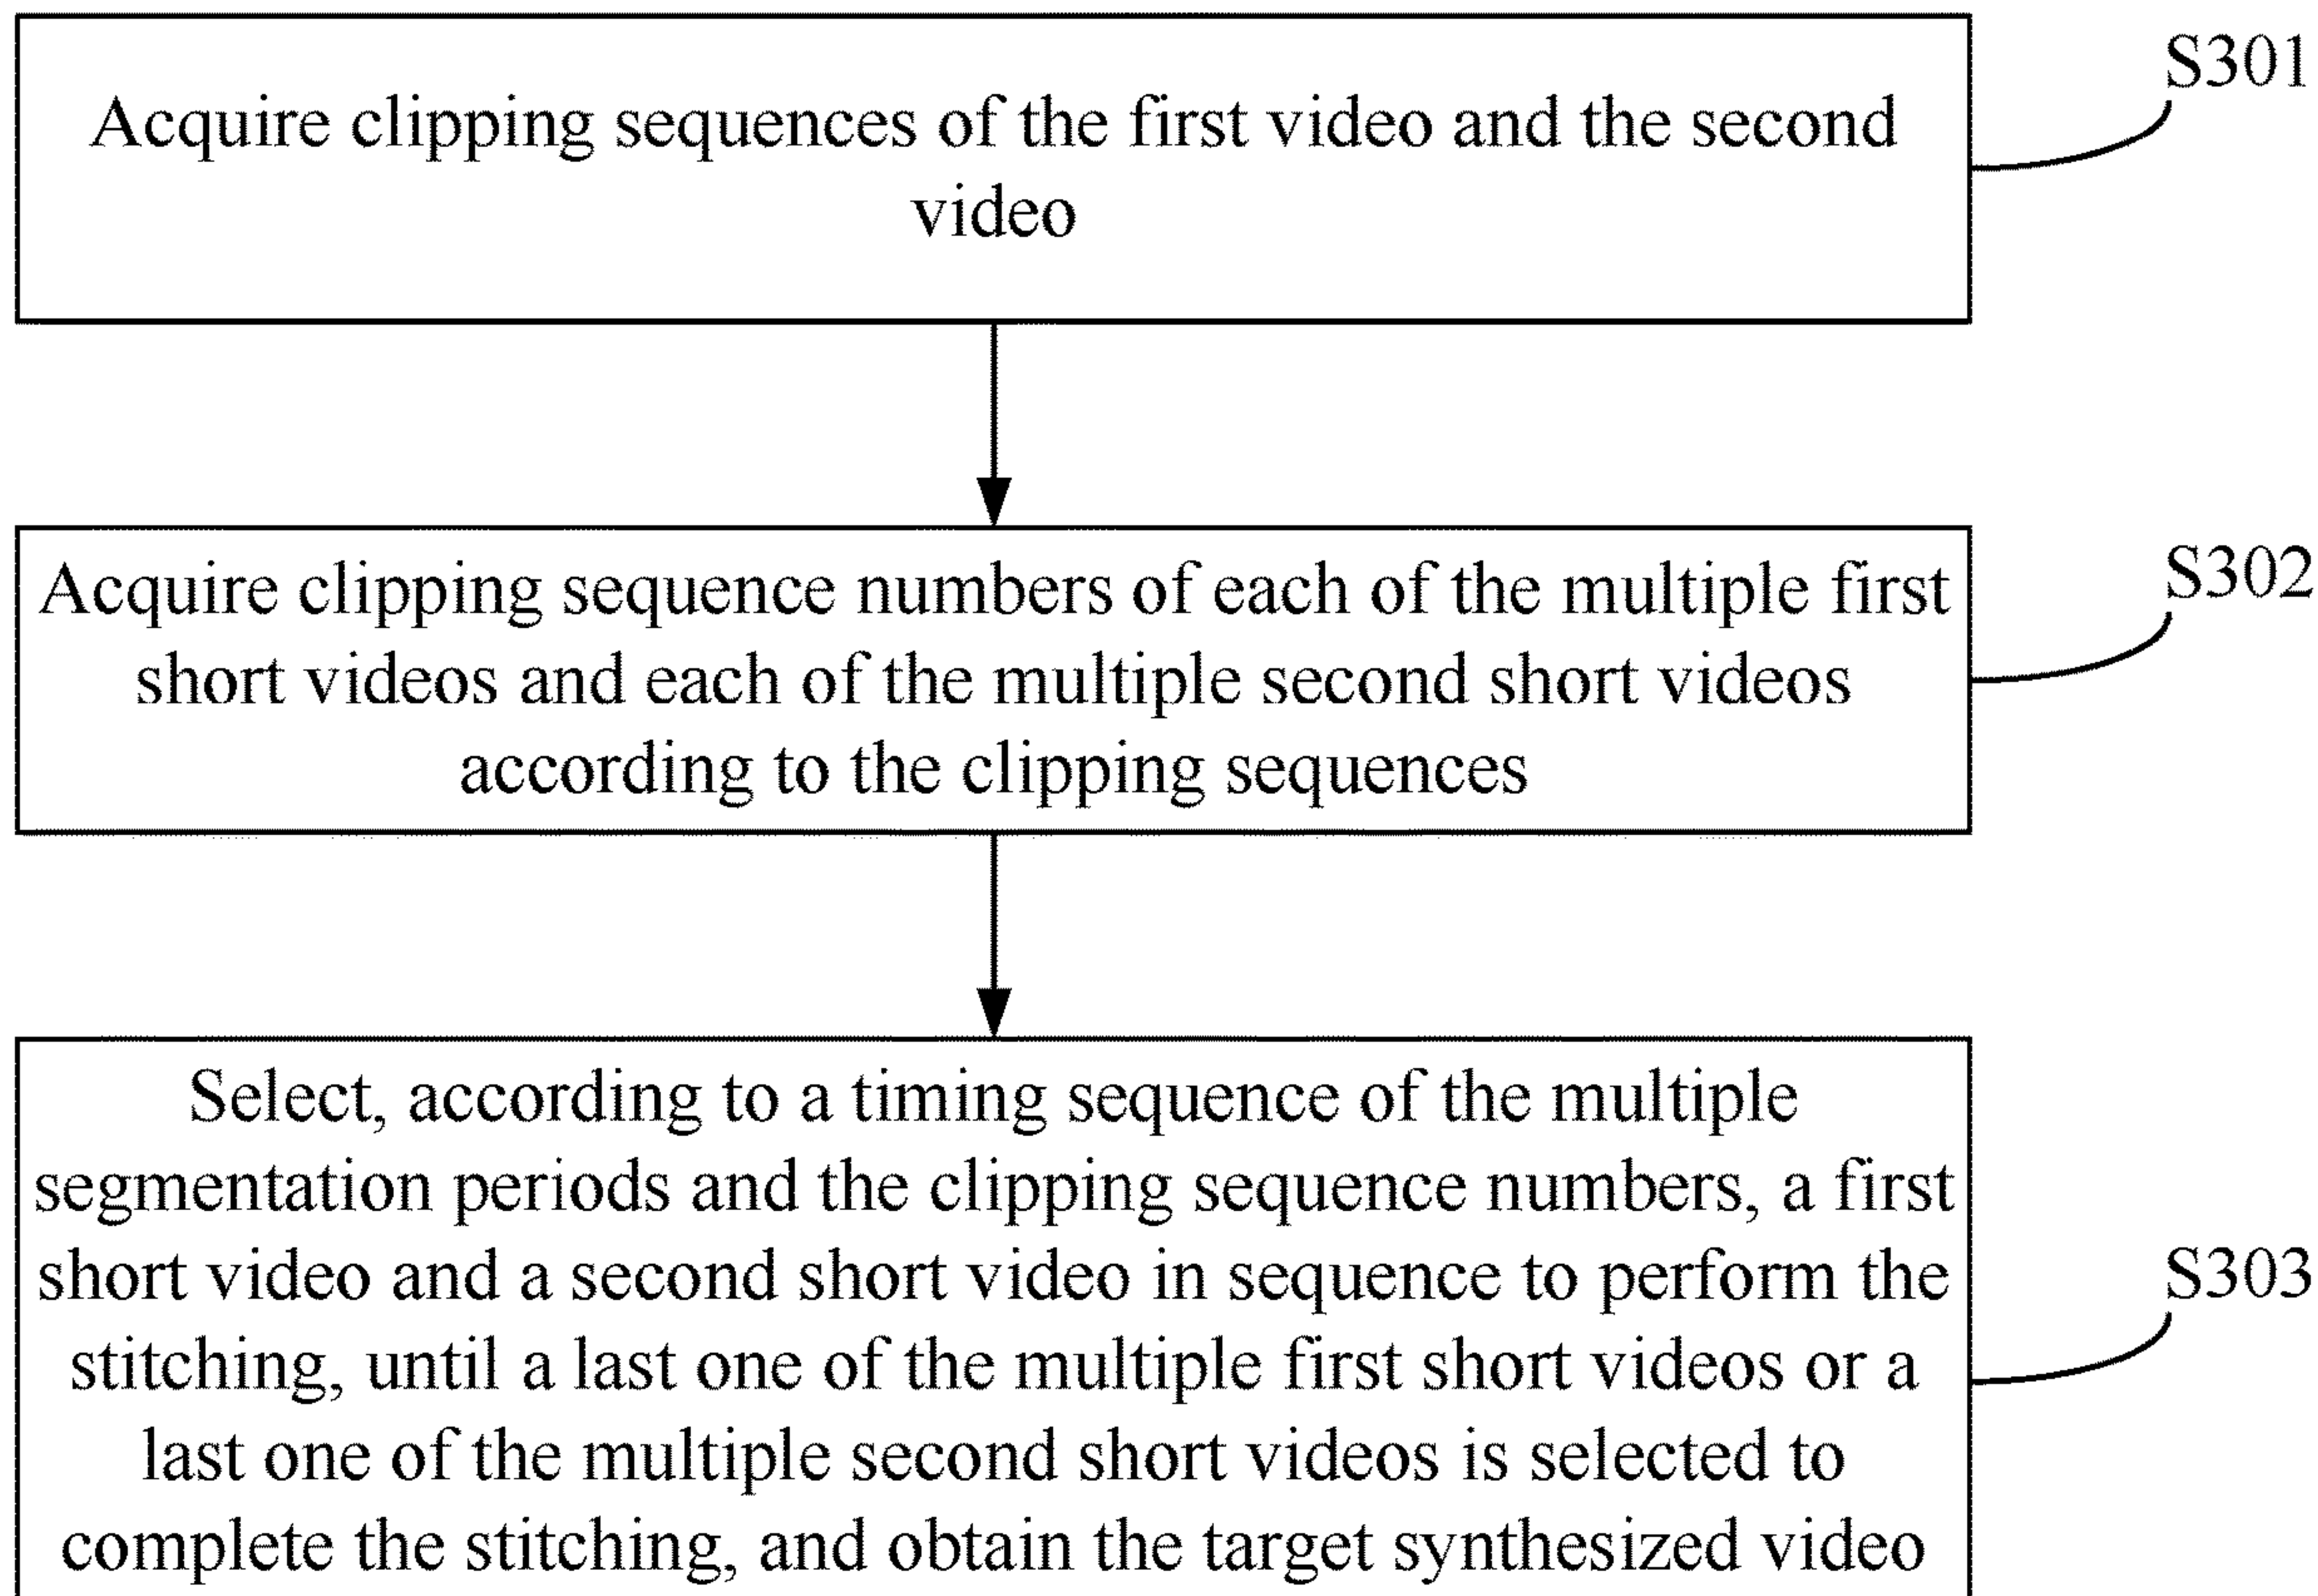 Acquire clipping sequences of the first video and the second
video
S301
Acquire clipping sequence numbers of each of the multiple first
short videos and each of the multiple second short videos
according to the clipping sequences
S302
Select, according to a timing sequence of the multiple
segmentation periods and the clipping sequence numbers, a first
short video and a second short video in sequence to perform the
stitching, until a last one of the multiple first short videos or a
last one of the multiple second short videos is selected to
complete the stitching, and obtain the target synthesized video
S303